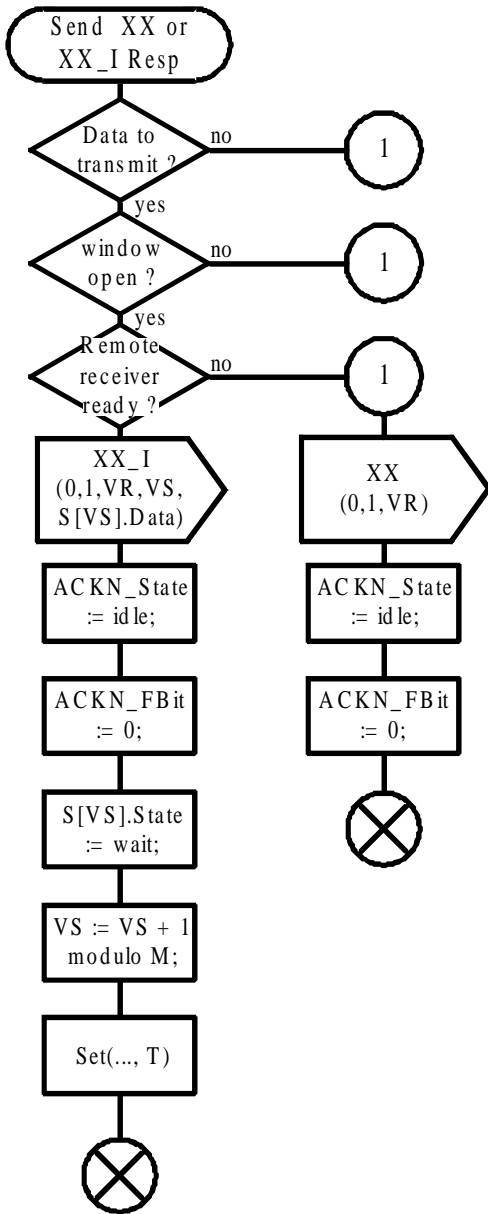 Send XX or
XX_I Resp
Data to
transmit ?
no
1
yes
window
open ?
no
1
yes
Remote
receiver
ready ?
no
1
XX_I
(0,1,VR,VS,
S[VS].Data)
XX
(0,1,VR)
ACKN_State
:= idle;
ACKN_State
:= idle;
ACKN_FBit
:= 0;
ACKN_FBit
:= 0;
S[VS].State
:= wait;
VS := VS + 1
modulo M;
Set(..., T)